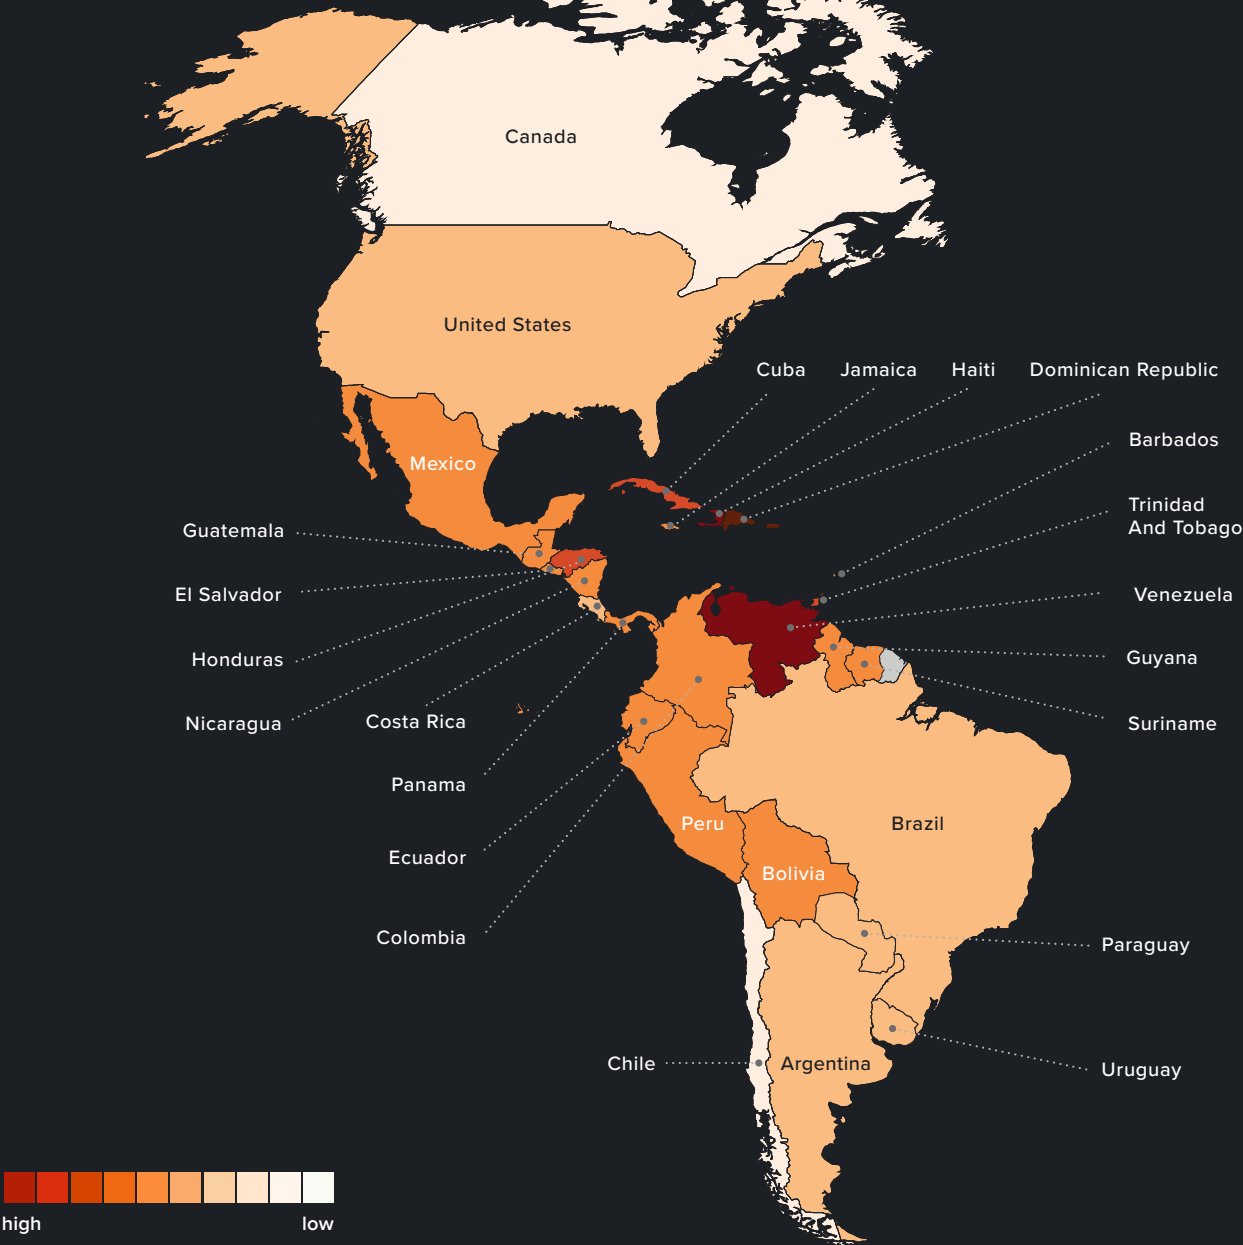 Canada
United States
Cuba
Jamaica
Haiti
Dominican Republic
Barbados
Mexico
Trinidad
And Tobago
Guatemala
El Salvador
Venezuela
Honduras
Guyana
Nicaragua
Costa Rica
Suriname
Panama
Peru
Brazil
Ecuador
Bolivia
Colombia
Paraguay
Chile
Argentina
Uruguay
high
low